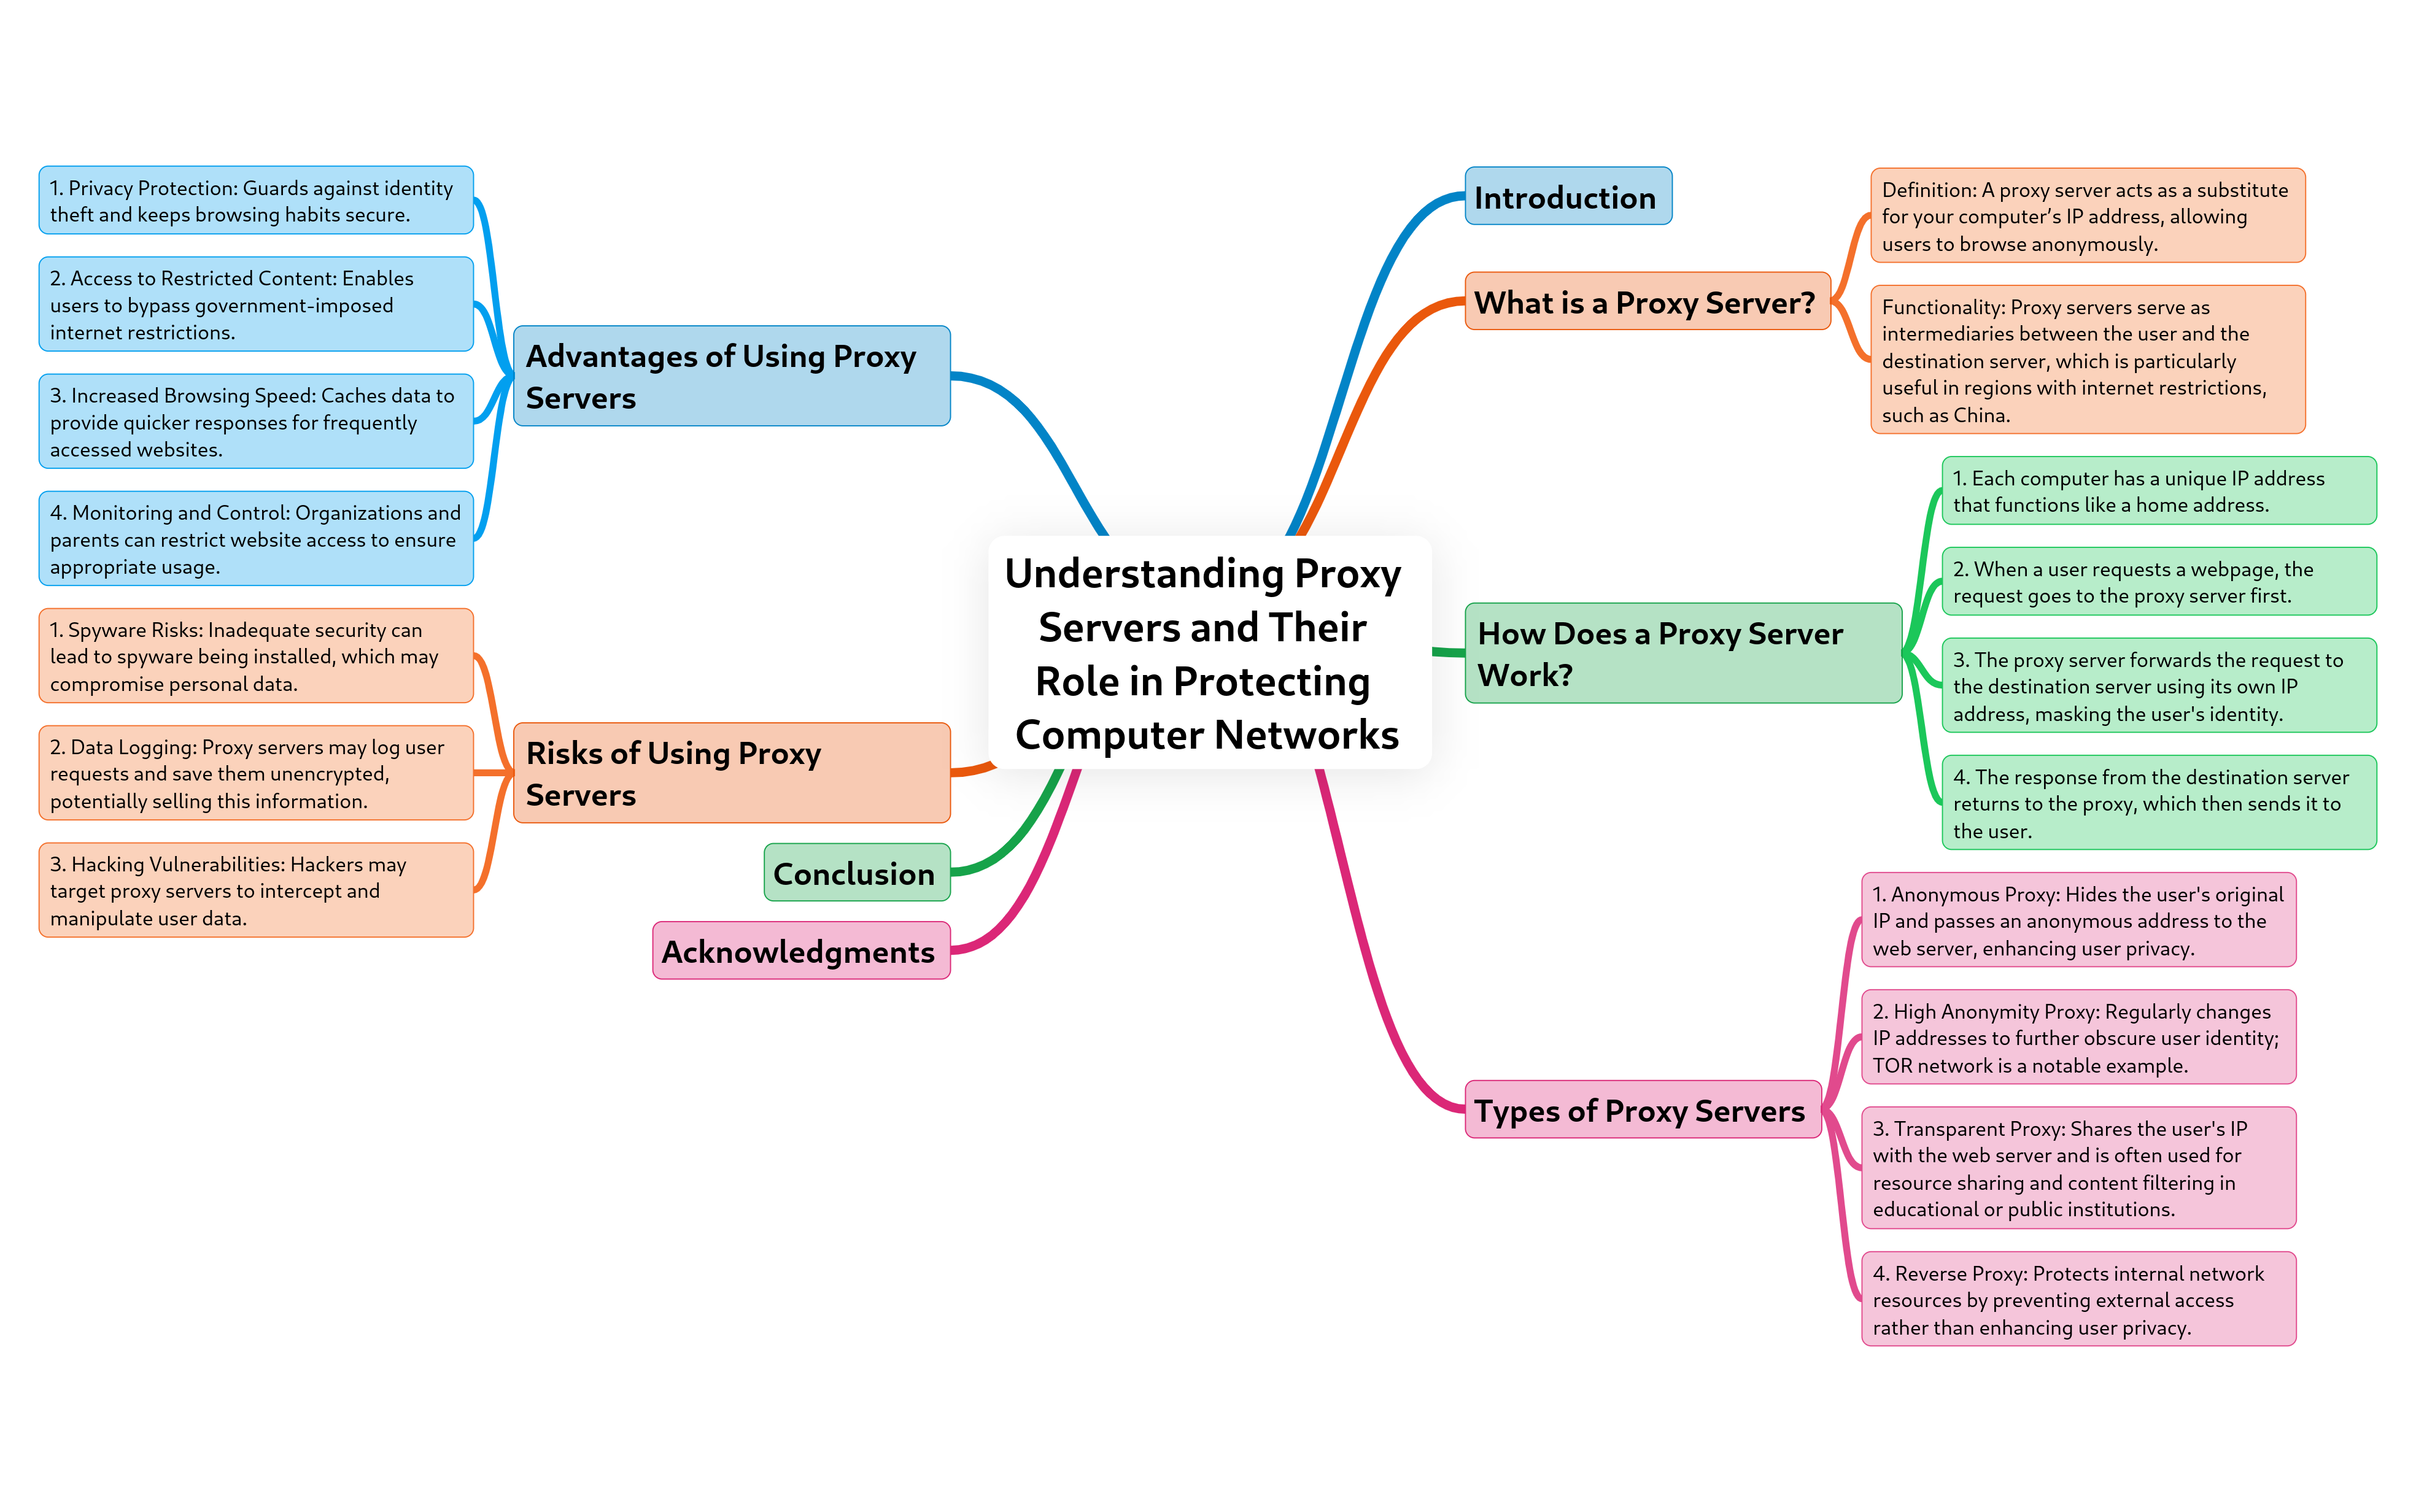 Understanding Proxy
Servers and Their
Role in Protecting
Computer Networks
Introduction
What is a Proxy Server?
Definition: A proxy server acts as a substitute
for your computer’s IP address, allowing
users to browse anonymously.
Functionality: Proxy servers serve as
intermediaries between the user and the
destination server, which is particularly
useful in regions with internet restrictions,
such as China.
How Does a Proxy Server
Work?
1. Each computer has a unique IP address
that functions like a home address.
2. When a user requests a webpage, the
request goes to the proxy server first.
3. The proxy server forwards the request to
the destination server using its own IP
address, masking the user's identity.
4. The response from the destination server
returns to the proxy, which then sends it to
the user.
Types of Proxy Servers
1. Anonymous Proxy: Hides the user's original
IP and passes an anonymous address to the
web server, enhancing user privacy.
2. High Anonymity Proxy: Regularly changes
IP addresses to further obscure user identity;
TOR network is a notable example.
3. Transparent Proxy: Shares the user's IP
with the web server and is often used for
resource sharing and content filtering in
educational or public institutions.
4. Reverse Proxy: Protects internal network
resources by preventing external access
rather than enhancing user privacy.
Advantages of Using Proxy
Servers
1. Privacy Protection: Guards against identity
theft and keeps browsing habits secure.
2. Access to Restricted Content: Enables
users to bypass government-imposed
internet restrictions.
3. Increased Browsing Speed: Caches data to
provide quicker responses for frequently
accessed websites.
4. Monitoring and Control: Organizations and
parents can restrict website access to ensure
appropriate usage.
Risks of Using Proxy
Servers
1. Spyware Risks: Inadequate security can
lead to spyware being installed, which may
compromise personal data.
2. Data Logging: Proxy servers may log user
requests and save them unencrypted,
potentially selling this information.
3. Hacking Vulnerabilities: Hackers may
target proxy servers to intercept and
manipulate user data.
Conclusion
Acknowledgments